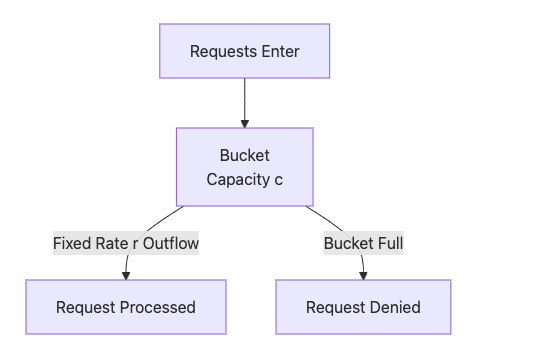 Requests Enter
Bucket
Capacity c
Fixed Rate r Outflow
Bucket Full
Request Processed
Request Denied